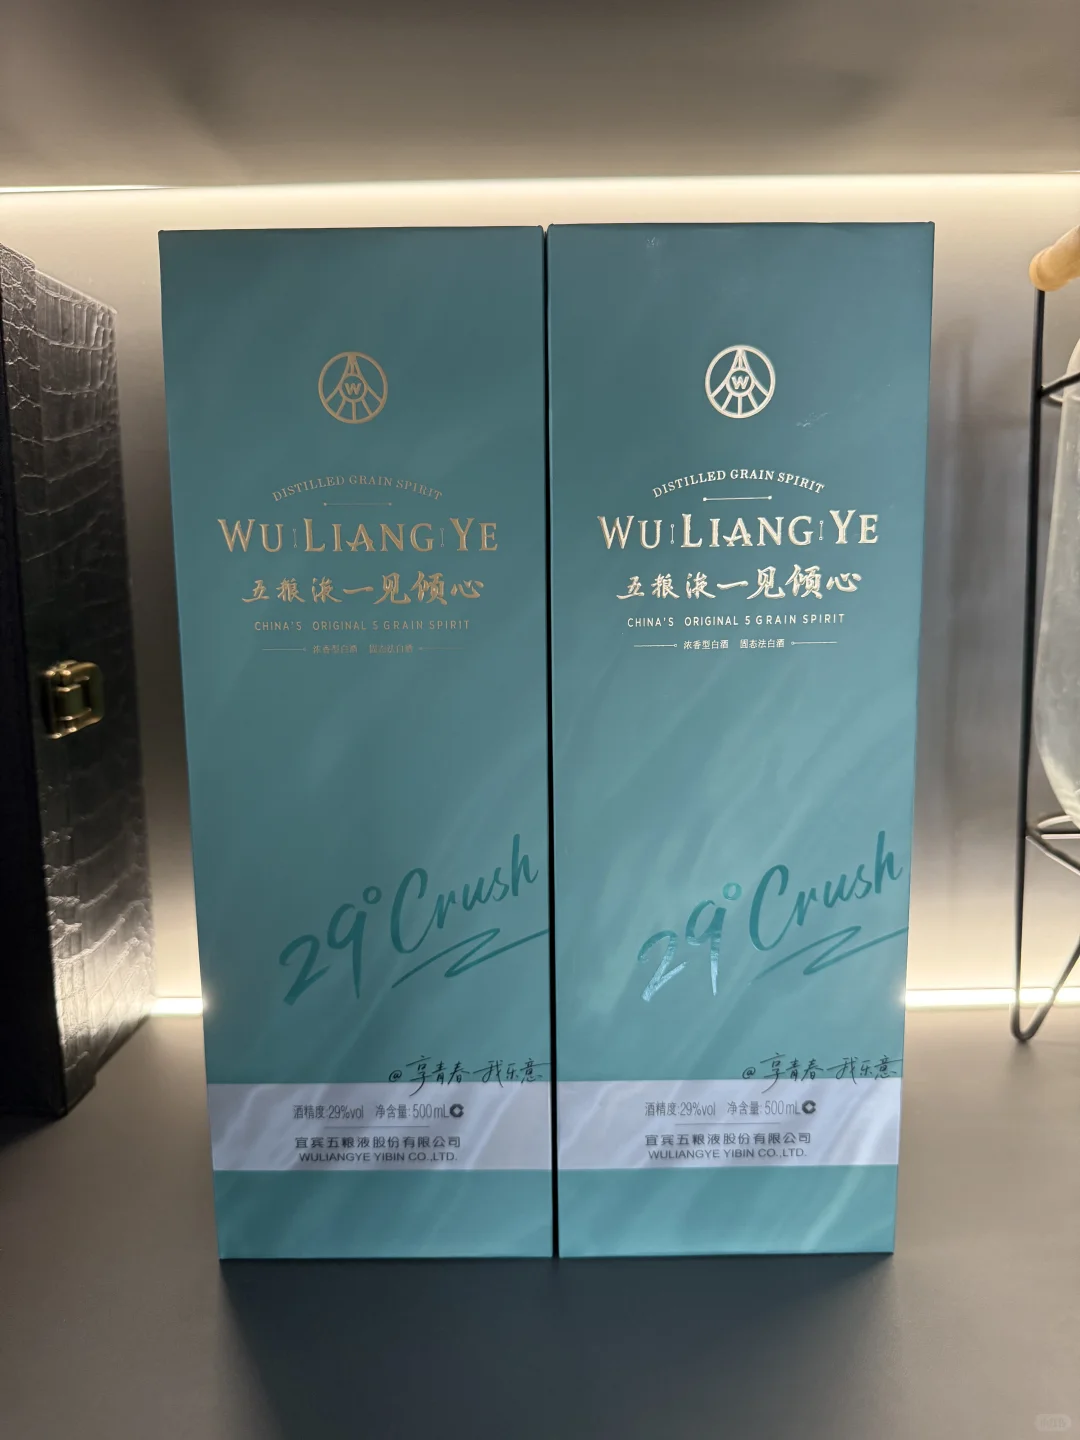 W
DISTILLED GRAIN SPIRIT
WU LIANG YE
五粮液一见倾心
CHINA'S ORIGINAL 5 GRAIN SPIRIT
浓香型白酒 固态法白酒
29° Crush
@享青春 我乐意
酒精度:29%vol 净含量:500mL
宜宾五粮液股份有限公司
WULIANGYE YIBIN CO.,LTD.
W
DISTILLED GRAIN SPIRIT
WU LIANG YE
五粮液一见倾心
CHINA'S ORIGINAL 5 GRAIN SPIRIT
浓香型白酒 固态法白酒
29° Crush
@享青春 我乐意
酒精度:29%vol 净含量:500mL
宜宾五粮液股份有限公司
WULIANGYE YIBIN CO.,LTD.